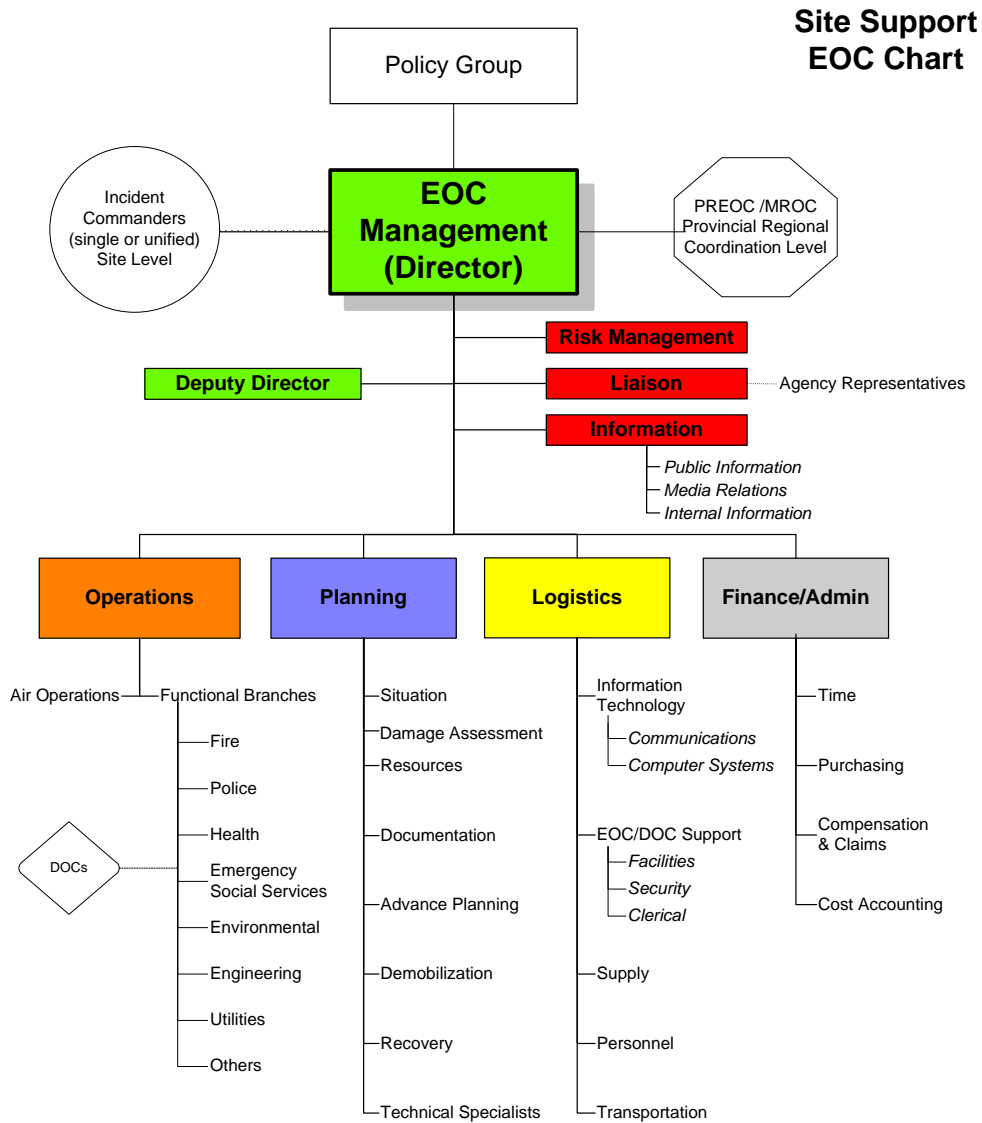 Site Support
EOC Chart
Policy Group
Incident
Commanders
(single or unified)
Site Level
EOC
Management
(Director)
PREOC /MROC
Provincial Regional
Coordination Level
Risk Management
Deputy Director
Liaison
Agency Representatives
Information
Public Information
Media Relations
Internal Information
Operations
Planning
Logistics
Finance/Admin
Air Operations
Functional Branches
Fire
Police
Health
Emergency
Social Services
Environmental
Engineering
Utilities
Others
DOCs
Situation
Damage Assessment
Resources
Documentation
Advance Planning
Demobilization
Recovery
Technical Specialists
Information
Technology
Communications
Computer Systems
EOC/DOC Support
Facilities
Security
Clerical
Supply
Personnel
Transportation
Time
Purchasing
Compensation
& Claims
Cost Accounting